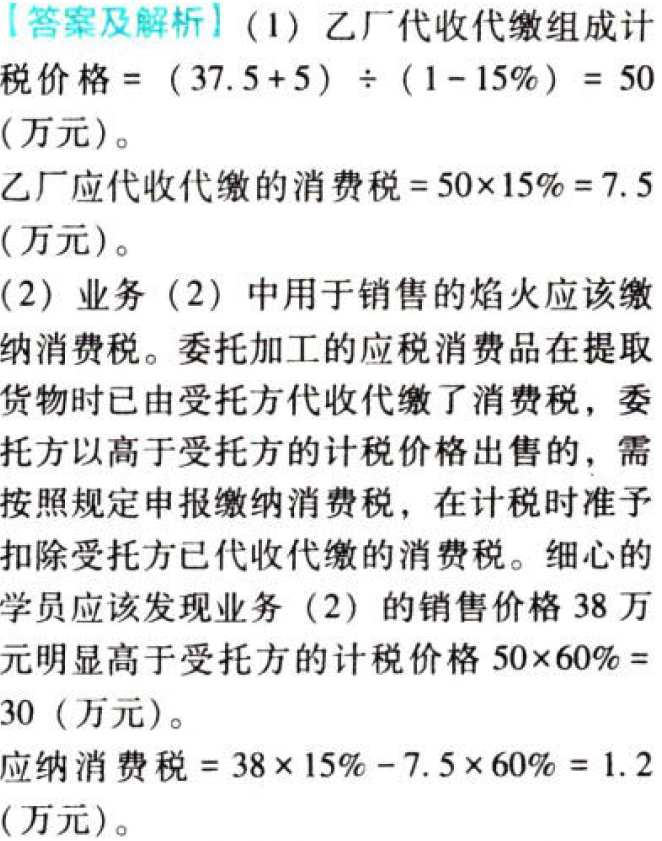 【答案及解析】(1) 乙厂代收代缴组成计
税价格 = (37.5+5) ÷ (1-15%) = 50
(万元)。
乙厂应代收代缴的消费税=50×15%=7.5
(万元)。
(2) 业务 (2) 中用于销售的焰火应该缴
纳消费税。委托加工的应税消费品在提取
货物时已由受托方代收代缴了消费税，委
托方以高于受托方的计税价格出售的，需
按照规定申报缴纳消费税，在计税时准予
扣除受托方已代收代缴的消费税。细心的
学员应该发现业务 (2) 的销售价格 38 万
元明显高于受托方的计税价格 50×60%=
30 (万元)。
应纳消费税 = 38×15% - 7.5×60% = 1.2
(万元)。